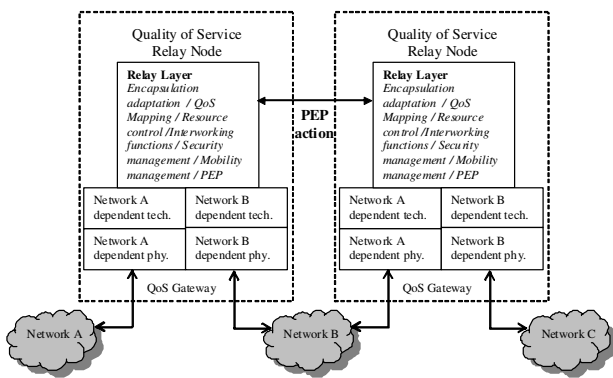 Quality of Service
Relay Node
Relay Layer
Encapsulation
adaptation / QoS
Mapping / Resource
control /Interworking
functions / Security
management / Mobility
management / PEP
Network A
dependent tech.
Network B
dependent tech.
Network A
dependent phy.
Network B
dependent phy.
QoS Gateway
PEP
action
Quality of Service
Relay Node
Relay Layer
Encapsulation
adaptation / QoS
Mapping / Resource
control /Interworking
functions / Security
management / Mobility
management / PEP
Network A
dependent tech.
Network B
dependent tech.
Network A
dependent phy.
Network B
dependent phy.
QoS Gateway
Network A
Network B
Network C